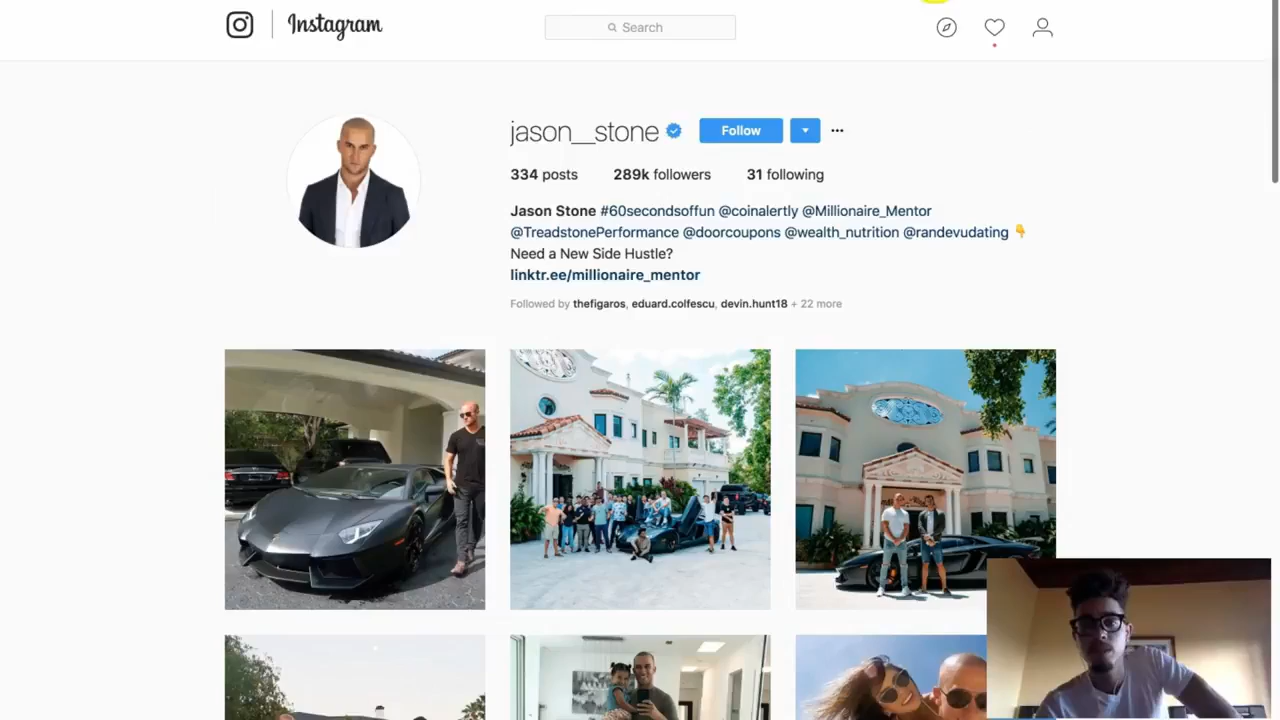 Instagram
Search
jason__stone
Follow
334 posts 289k followers 31 following
Jason Stone #60secondsoffun @coinalertly @Millionaire_Mentor
@TreadstonePerformance @doorcoupons @wealth_nutrition @randevudating 👇
Need a New Side Hustle?
linktr.ee/millionaire_mentor
Followed by thefigaros, eduard.colfescu, devin.hunt18 + 22 more